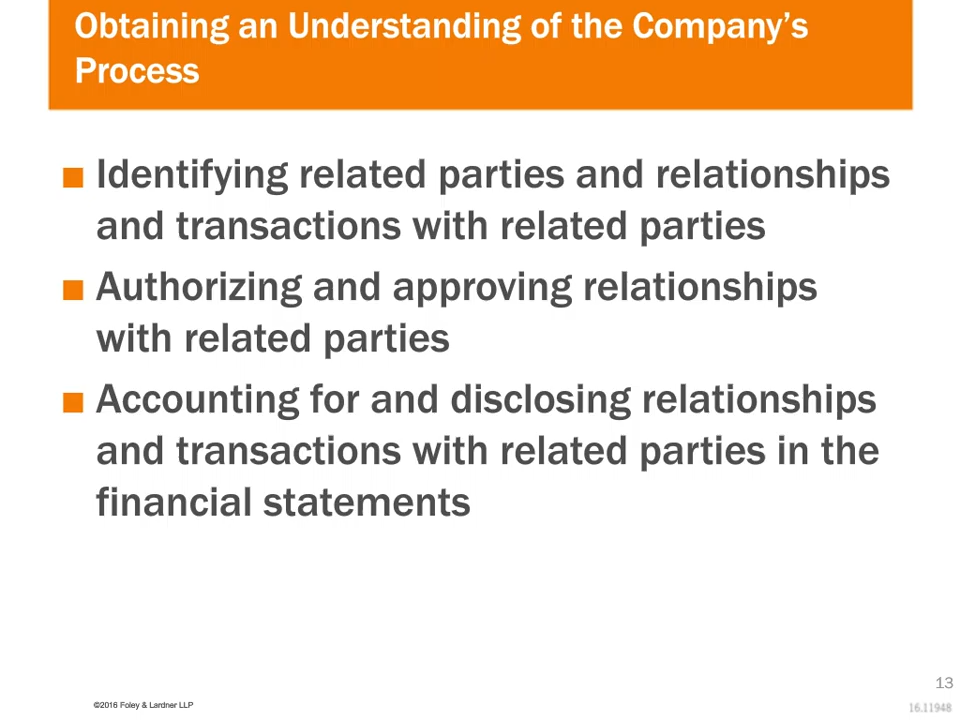 Obtaining an Understanding of the Company's
Process
■ Identifying related parties and relationships
and transactions with related parties
■ Authorizing and approving relationships
with related parties
■ Accounting for and disclosing relationships
and transactions with related parties in the
financial statements
13
©2016 Foley & Lardner LLP
16.11948